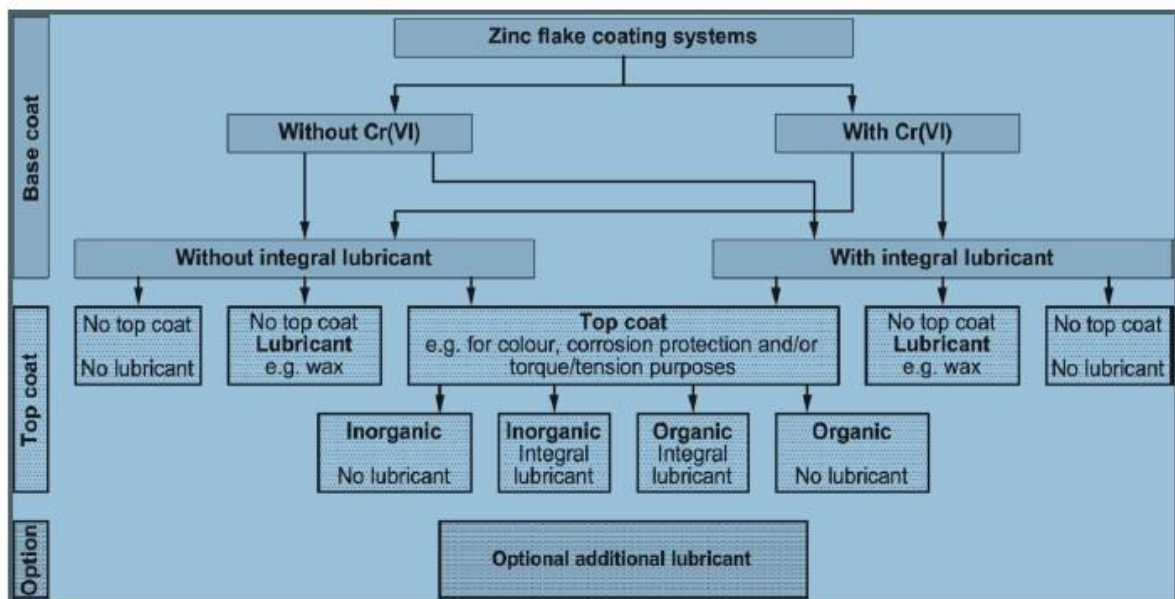 Zinc flake coating systems
Base coat
Without Cr(VI)
With Cr(VI)
Without integral lubricant
With integral lubricant
Top coat
No top coat
No lubricant
No top coat
Lubricant
e.g. wax
Top coat
e.g. for colour, corrosion protection and/or
torque/tension purposes
No top coat
Lubricant
e.g. wax
No top coat
No lubricant
Inorganic
No lubricant
Inorganic
Integral
lubricant
Organic
Integral
lubricant
Organic
No lubricant
Option
Optional additional lubricant